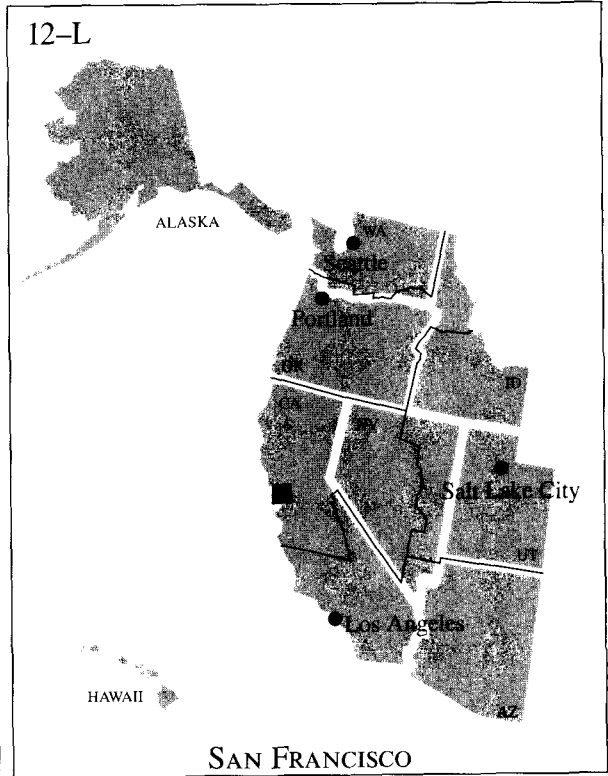 12–L
ALASKA
WA
Seattle
Portland
OR
ID
CA
NV
Salt Lake City
UT
Los Angeles
HAWAII
AZ
SAN FRANCISCO